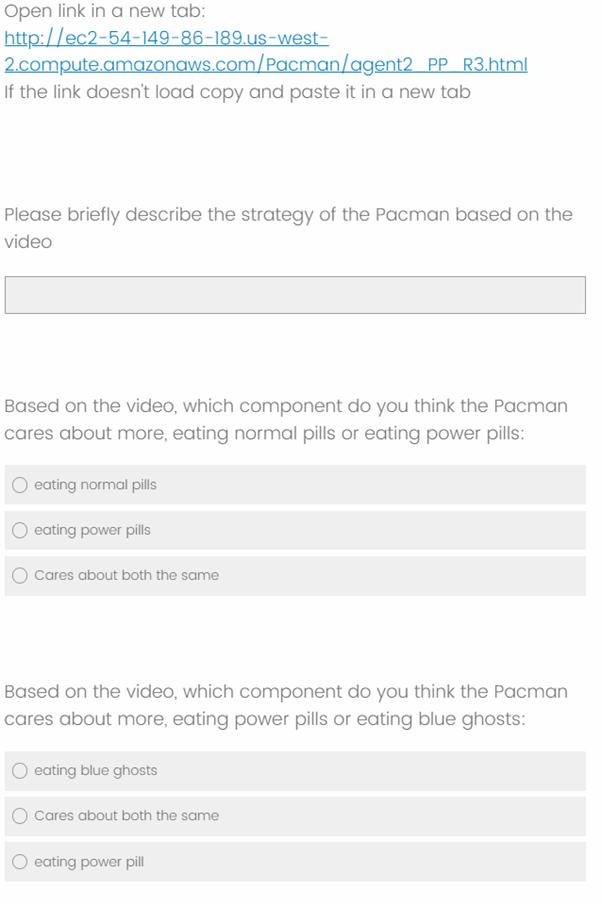 Open link in a new tab:
http://ec2-54-149-86-189.us-west-
2.compute.amazonaws.com/Pacman/agent2_PP_R3.html
If the link doesn't load copy and paste it in a new tab
Please briefly describe the strategy of the Pacman based on the
video
Based on the video, which component do you think the Pacman
cares about more, eating normal pills or eating power pills:
eating normal pills
eating power pills
Cares about both the same
Based on the video, which component do you think the Pacman
cares about more, eating power pills or eating blue ghosts:
eating blue ghosts
Cares about both the same
eating power pill